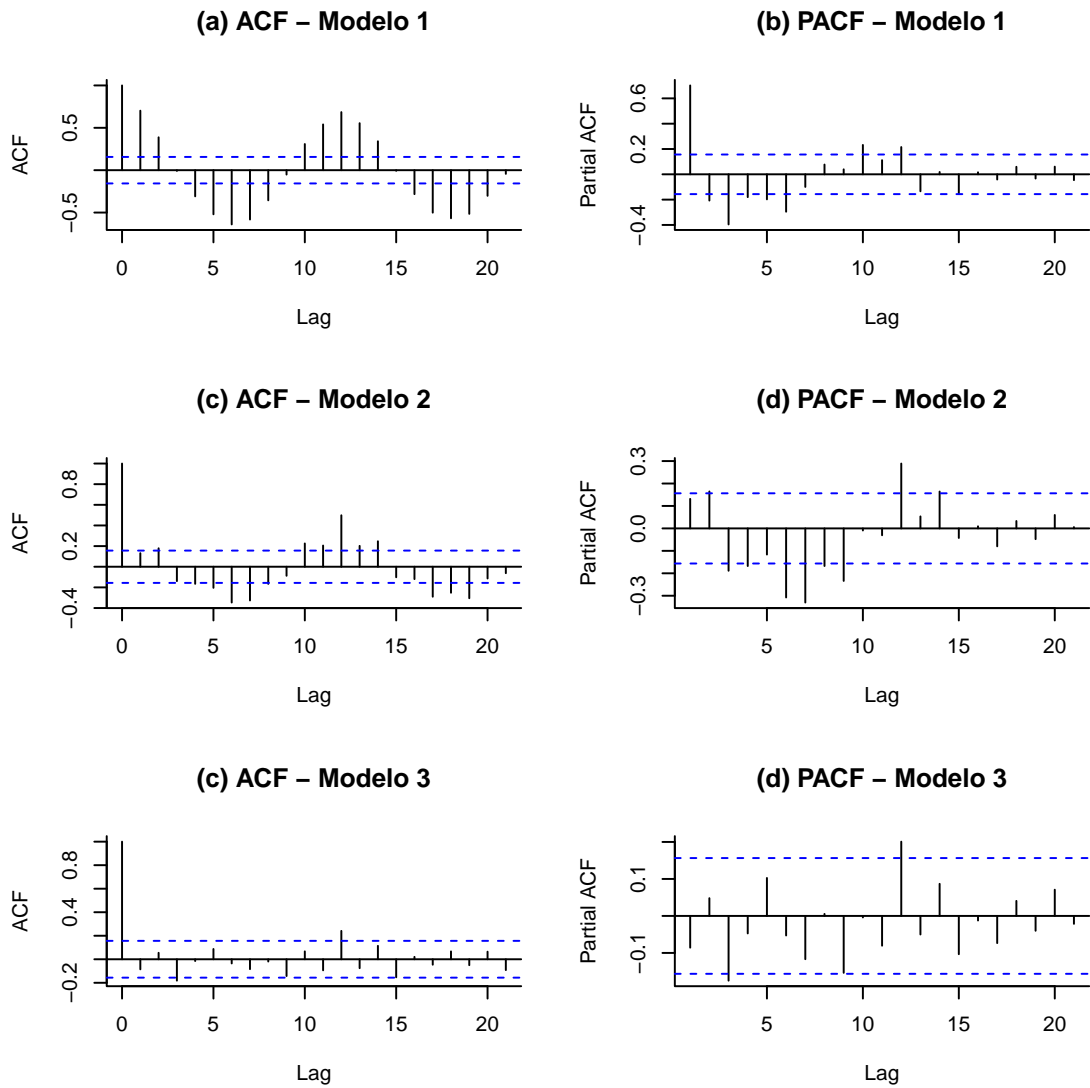 (a) ACF – Modelo 1
ACF
0.5
−0.5
0 5 10 15 20
Lag
(b) PACF – Modelo 1
Partial ACF
0.6
0.2
−0.4
5 10 15 20
Lag
(c) ACF – Modelo 2
ACF
0.8
0.2
−0.4
0 5 10 15 20
Lag
(d) PACF – Modelo 2
Partial ACF
0.3
0.0
−0.3
5 10 15 20
Lag
(c) ACF – Modelo 3
ACF
0.8
0.4
−0.2
0 5 10 15 20
Lag
(d) PACF – Modelo 3
Partial ACF
0.1
−0.1
5 10 15 20
Lag